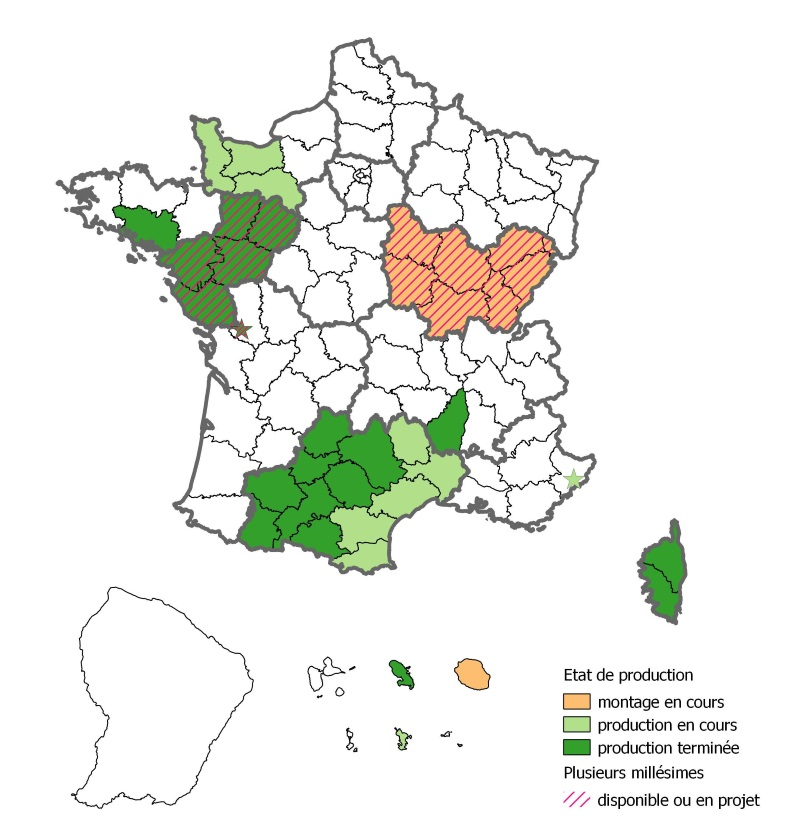 Etat de production
montage en cours
production en cours
production terminée
Plusieurs millésimes
disponible ou en projet